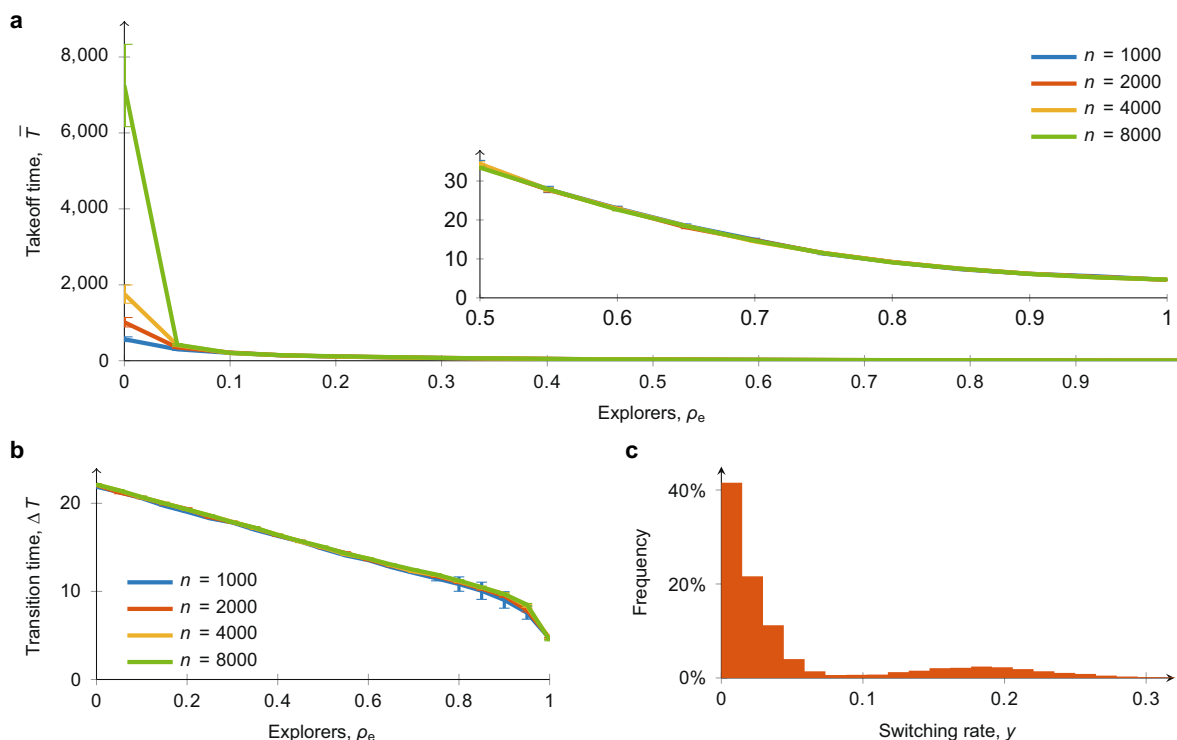 a
Takeoff time, T̅
8,000
6,000
4,000
2,000
0
0 0.1 0.2 0.3 0.4 0.5 0.6 0.7 0.8 0.9
Explorers, ρe
n = 1000
n = 2000
n = 4000
n = 8000
30
20
10
0
0.5 0.6 0.7 0.8 0.9 1
b
Transition time, Δ T
20
10
0
0 0.2 0.4 0.6 0.8 1
Explorers, ρe
n = 1000
n = 2000
n = 4000
n = 8000
c
Frequency
40%
20%
0%
0 0.1 0.2 0.3
Switching rate, y